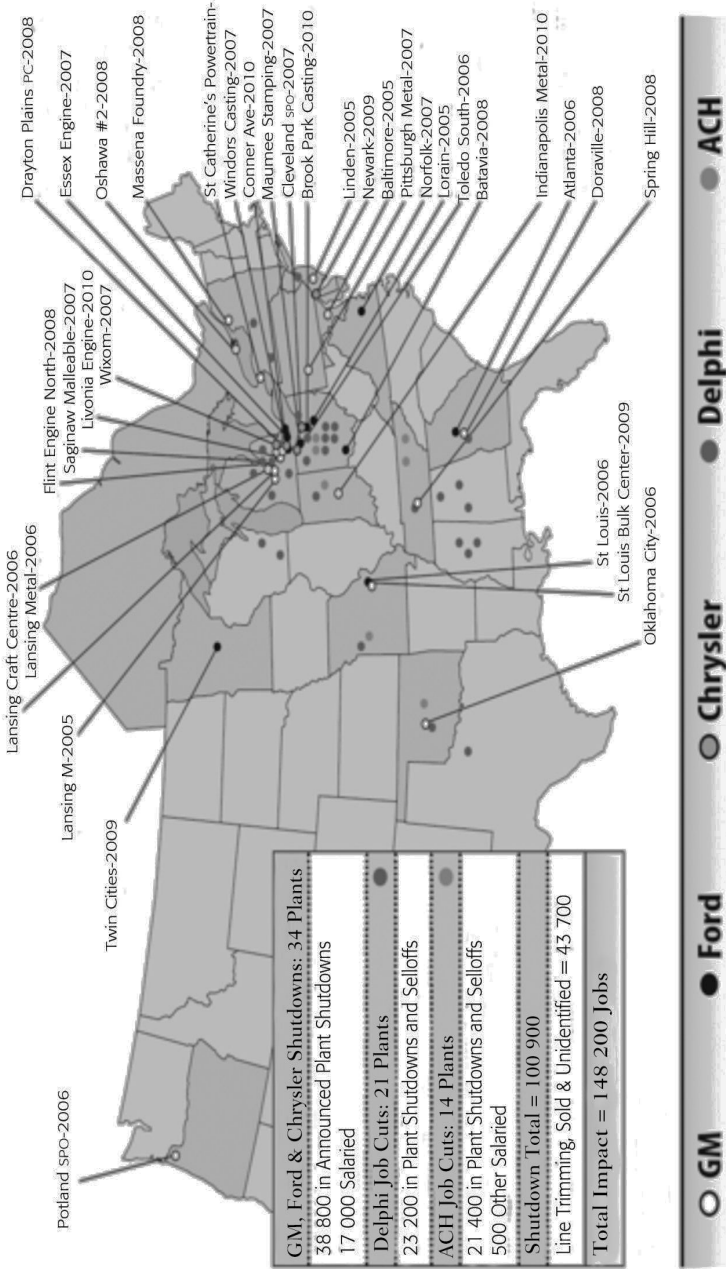 Potland SPO-2006
Twin Cities-2009
Lansing M-2005
Lansing Craft Centre-2006
Lansing Metal-2006
Flint Engine North-2008
Saginaw Malleable-2007
Livonia Engine-2010
Wixom-2007
Drayton Plains PC-2008
Essex Engine-2007
Oshawa #2-2008
Massena Foundry-2008
St Catherine's Powertrain-
Windors Casting-2007
Conner Ave-2010
Maumee Stamping-2007
Cleveland SPO-2007
Brook Park Casting-2010
Linden-2005
Newark-2009
Baltimore-2005
Pittsburgh Metal-2007
Norfolk-2007
Lorain-2005
Toledo South-2006
Batavia-2008
Indianapolis Metal-2010
Atlanta-2006
Doraville-2008
Spring Hill-2008
St Louis-2006
St Louis Bulk Center-2009
Oklahoma City-2006
GM, Ford & Chrysler Shutdowns: 34 Plants
38 800 in Announced Plant Shutdowns
17 000 Salaried
Delphi Job Cuts: 21 Plants
23 200 in Plant Shutdowns and Selloffs
ACH Job Cuts: 14 Plants
21 400 in Plant Shutdowns and Selloffs
500 Other Salaried
Shutdown Total = 100 900
Line Trimming, Sold & Unidentified = 43 700
Total Impact = 148 200 Jobs
GM Ford Chrysler Delphi ACH